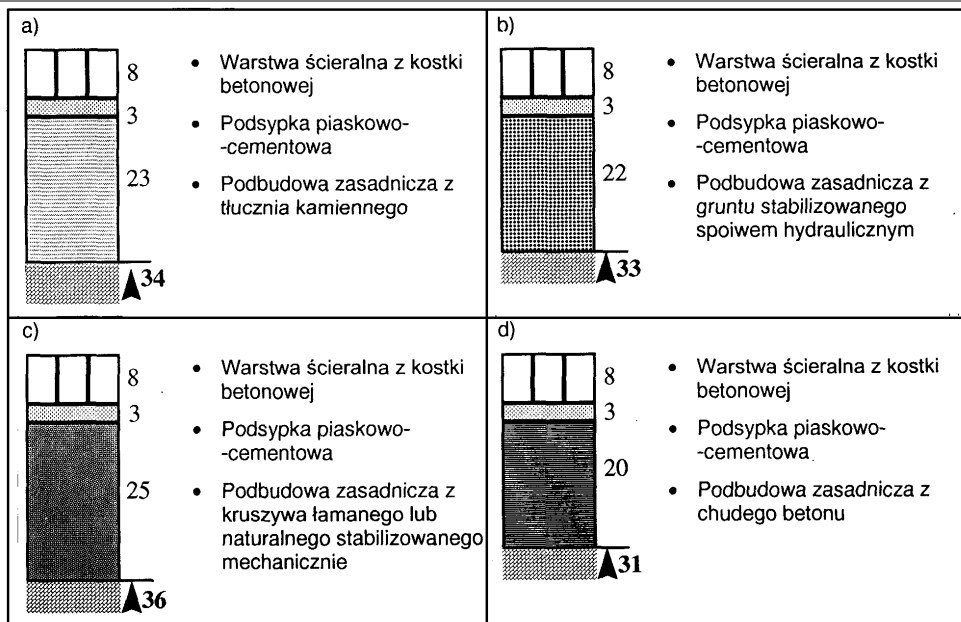 a)
8
3
23
34
• Warstwa ścieralna z kostki
betonowej
• Podsypka piaskowo-
-cementowa
• Podbudowa zasadnicza z
tłucznia kamiennego
b)
8
3
22
33
• Warstwa ścieralna z kostki
betonowej
• Podsypka piaskowo-
-cementowa
• Podbudowa zasadnicza z
gruntu stabilizowanego
spoiwem hydraulicznym
c)
8
3
25
36
• Warstwa ścieralna z kostki
betonowej
• Podsypka piaskowo-
-cementowa
• Podbudowa zasadnicza z
kruszywa łamanego lub
naturalnego stabilizowanego
mechanicznie
d)
8
3
20
31
• Warstwa ścieralna z kostki
betonowej
• Podsypka piaskowo-
-cementowa
• Podbudowa zasadnicza z
chudego betonu